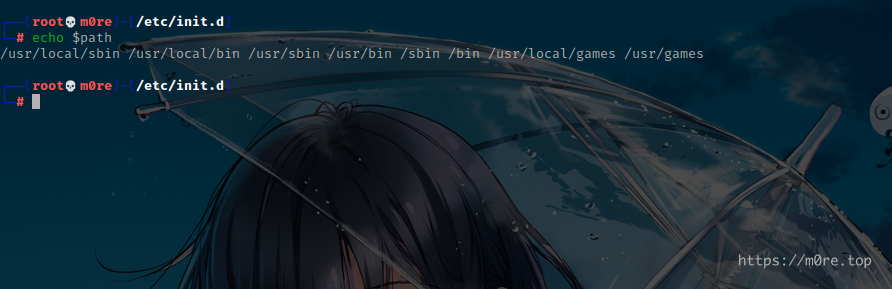 ┌──(root💀m0re)-[/etc/init.d]
└─# echo $path
/usr/local/sbin /usr/local/bin /usr/sbin /usr/bin /sbin /bin /usr/local/games /usr/games
┌──(root💀m0re)-[/etc/init.d]
└─#
https://m0re.top